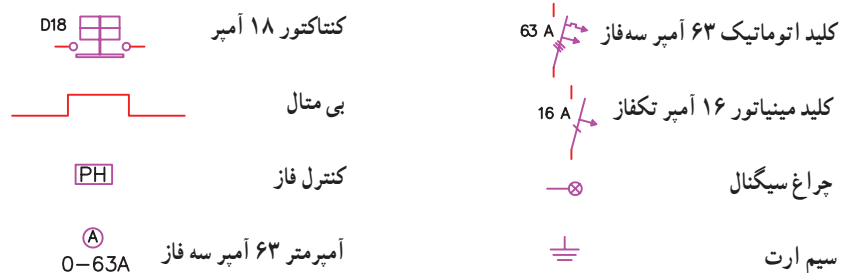 کلید اتوماتیک ۶۳ آمپر سه‌فاز
63 A
کلید مینیاتور ۱۶ آمپر تکفاز
16 A
چراغ سیگنال
سیم ارت
کنتاکتور ۱۸ آمپر
D18
بی متال
کنترل فاز
PH
آمپرمتر ۶۳ آمپر سه فاز
A
0-63A